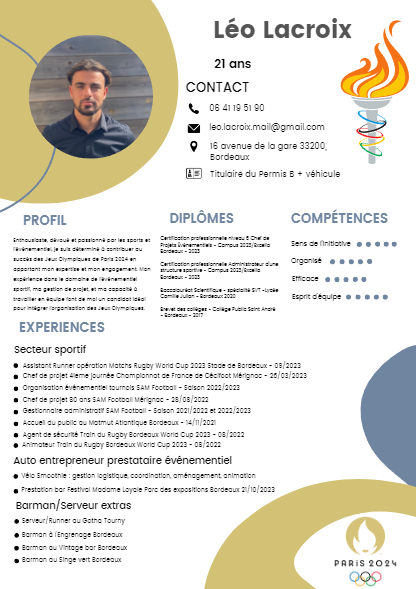 Léo Lacroix
21 ans
CONTACT
06 41 19 51 90
leo.lacroix.mail@gmail.com
16 avenue de la gare 33200,
Bordeaux
Titulaire du Permis B + véhicule
PROFIL
Enthousiaste, dévoué et passionné par les sports et
l'événementiel, je suis déterminé à contribuer au
succès des Jeux Olympiques de Paris 2024 en
apportant mon expertise et mon engagement. Mon
expérience dans le domaine de l'événementiel
sportif, ma gestion de projet, et ma capacité à
travailler en équipe font de moi un candidat idéal
pour intégrer l'organisation des Jeux Olympiques.
DIPLÔMES
Certification professionnelle niveau 6 Chef de
Projets Événementiels - Campus 2023/Excelia
Bordeaux - 2023
Certification professionnelle Administrateur d'une
structure sportive - Campus 2023/Excelia
Bordeaux - 2023
Baccalauréat Scientifique - spécialité SVT -Lycée
Camille Jullian - Bordeaux 2020
Brevet des collèges - Collège Public Saint André
- Bordeaux - 2017
COMPÉTENCES
Sens de l'initiative
Organisé
Efficace
Esprit d'équipe
EXPERIENCES
Secteur sportif
Assistant Runner opération Matchs Rugby World Cup 2023 Stade de Bordeaux - 09/2023
Chef de projet 41eme journée Championnat de France de Cécifoot Mérignac - 26/03/2023
Organisation événementiel tournois SAM Football - Saison 2022/2023
Chef de projet 80 ans SAM Football Mérignac - 28/08/2022
Gestionnaire administratif SAM Football - Saison 2021/2022 et 2022/2023
Accueil du public au Matmut Atlantique Bordeaux - 14/11/2021
Agent de sécurité Train du Rugby Bordeaux World Cup 2023 - 08/2022
Animateur Train du Rugby Bordeaux World Cup 2023 - 08/2022
Auto entrepreneur prestataire événementiel
Vélo Smoothie : gestion logistique, coordination, aménagement, animation
Prestation bar Festival Madame Loyale Parc des expositions Bordeaux 21/10/2023
Barman/Serveur extras
Serveur/Runner au Gotha Tourny
Barman à l'Engrenage Bordeaux
Barman au Vintage bar Bordeaux
Barman au Singe vert Bordeaux
PARIS 2024